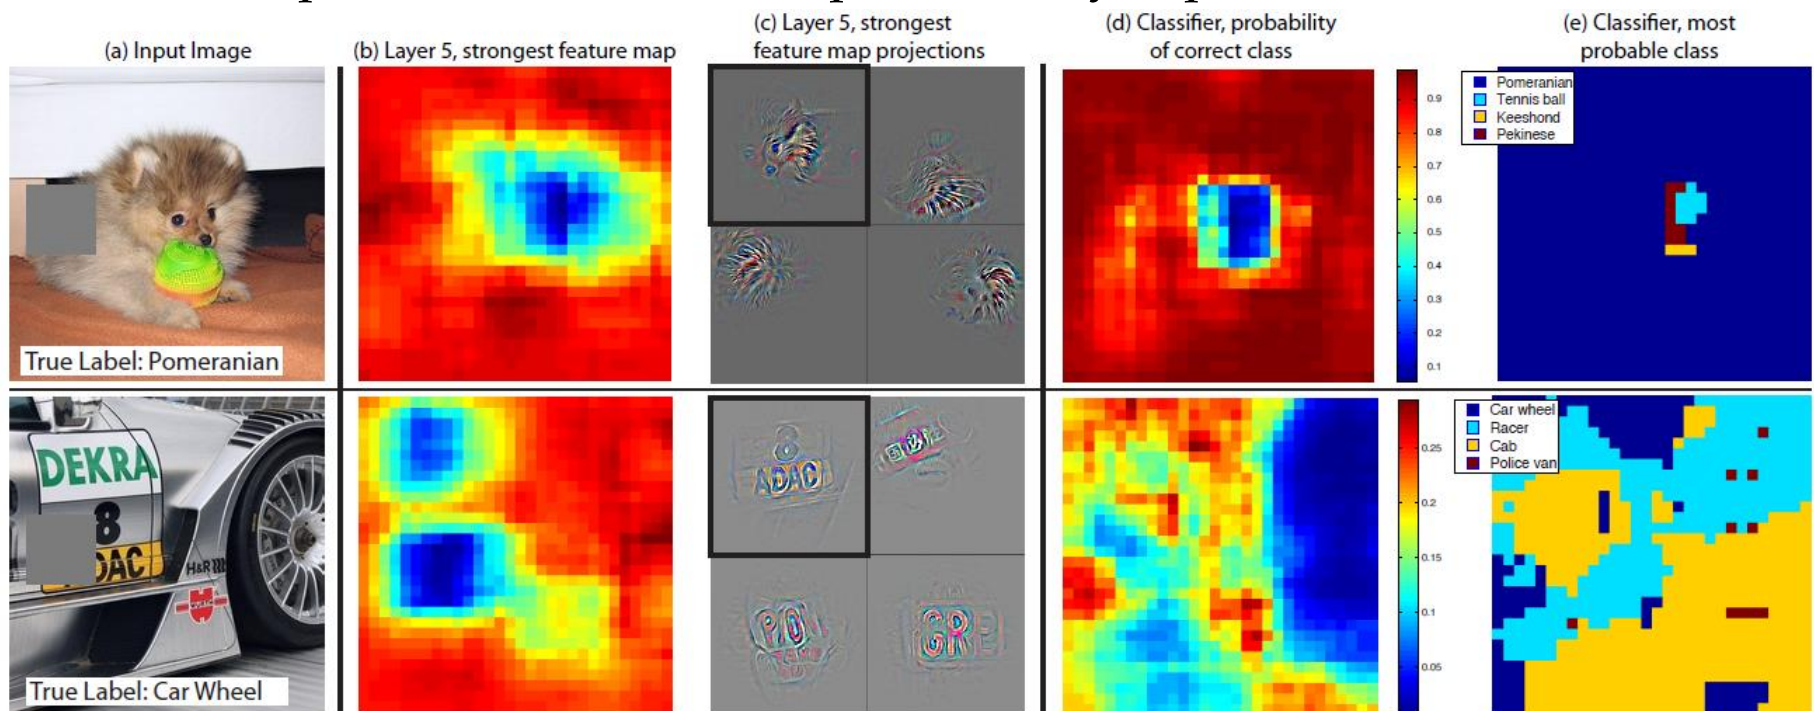 (a) Input Image
(b) Layer 5, strongest feature map
(c) Layer 5, strongest
feature map projections
(d) Classifier, probability
of correct class
(e) Classifier, most
probable class
True Label: Pomeranian
0.9
0.8
0.7
0.6
0.5
0.4
0.3
0.2
0.1
Pomeranian
Tennis ball
Keeshond
Pekinese
DEKRA
8
ADAC
H&R
True Label: Car Wheel
8
ADAC
GRE
0.25
0.2
0.15
0.1
0.05
Car wheel
Racer
Cab
Police van